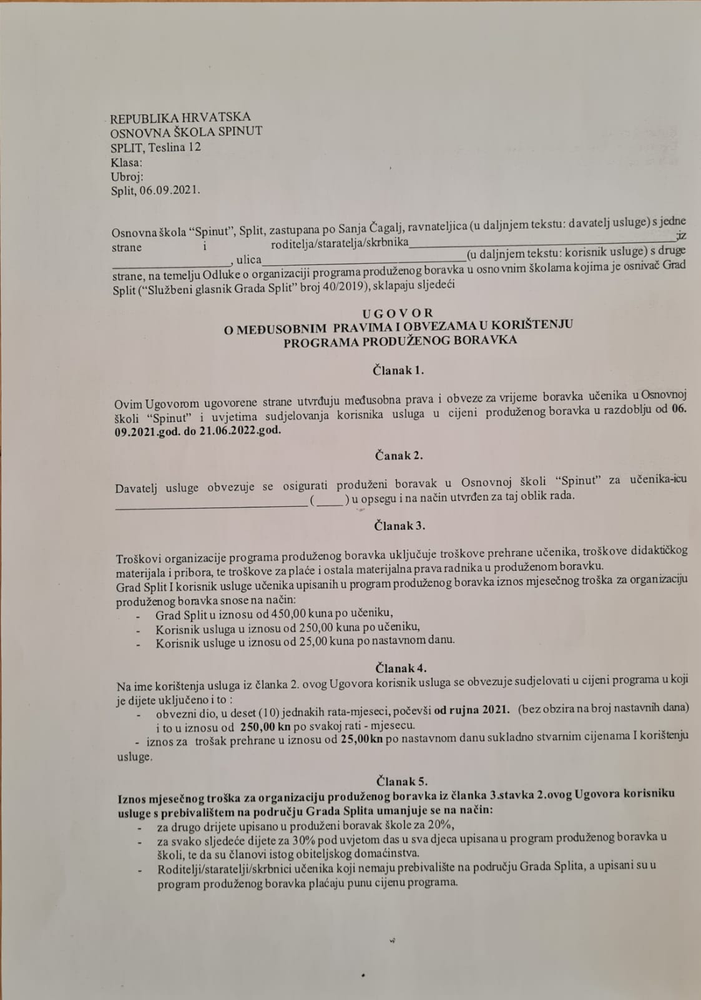 REPUBLIKA HRVATSKA
OSNOVNA ŠKOLA SPINUT
SPLIT, Teslina 12
Klasa:
Ubroj:
Split, 06.09.2021.
Osnovna škola “Spinut”, Split, zastupana po Sanja Čagalj, ravnateljica (u daljnjem tekstu: davatelj usluge) s jedne
strane i roditelja/staratelja/skrbnika_______________________________________________;iz
____________________, ulica___________________________________(u daljnjem tekstu: korisnik usluge) s druge
strane, na temelju Odluke o organizaciji programa produženog boravka u osnovnim školama kojima je osnivač Grad
Split (“Službeni glasnik Grada Split” broj 40/2019), sklapaju sljedeći
U G O V O R
O MEĐUSOBNIM PRAVIMA I OBVEZAMA U KORIŠTENJU
PROGRAMA PRODUŽENOG BORAVKA
Članak 1.
Ovim Ugovorom ugovorene strane utvrđuju međusobna prava i obveze za vrijeme boravka učenika u Osnovnoj
školi “Spinut” i uvjetima sudjelovanja korisnika usluga u cijeni produženog boravka u razdoblju od 06.
09.2021.god. do 21.06.2022.god.
Čanak 2.
Davatelj usluge obvezuje se osigurati produženi boravak u Osnovnoj školi “Spinut” za učenika-icu
_________________________________ ( ____ ) u opsegu i na način utvrđen za taj oblik rada.
Članak 3.
Troškovi organizacije programa produženog boravka uključuje troškove prehrane učenika, troškove didaktičkog
materijala i pribora, te troškove za plaće i ostala materijalna prava radnika u produženom boravku.
Grad Split I korisnik usluge učenika upisanih u program produženog boravka iznos mjesečnog troška za organizaciju
produženog boravka snose na način:
- Grad Split u iznosu od 450,00 kuna po učeniku,
- Korisnik usluga u iznosu od 250,00 kuna po učeniku,
- Korisnik usluge u iznosu od 25,00 kuna po nastavnom danu.
Članak 4.
Na ime korištenja usluga iz članka 2. ovog Ugovora korisnik usluga se obvezuje sudjelovati u cijeni programa u koji
je dijete uključeno i to :
- obvezni dio, u deset (10) jednakih rata-mjeseci, počevši od rujna 2021. (bez obzira na broj nastavnih dana)
i to u iznosu od 250,00 kn po svakoj rati - mjesecu.
- iznos za trošak prehrane u iznosu od 25,00kn po nastavnom danu sukladno stvarnim cijenama I korištenju
usluge.
Članak 5.
Iznos mjesečnog troška za organizaciju produženog boravka iz članka 3.stavka 2.ovog Ugovora korisniku
usluge s prebivalištem na području Grada Splita umanjuje se na način:
- za drugo drijete upisano u produženi boravak škole za 20%,
- za svako sljedeće dijete za 30% pod uvjetom das u sva djeca upisana u program produženog boravka u
školi, te da su članovi istog obiteljskog domaćinstva.
- Roditelji/staratelji/skrbnici učenika koji nemaju prebivalište na području Grada Splita, a upisani su u
program produženog boravka plaćaju punu cijenu programa.